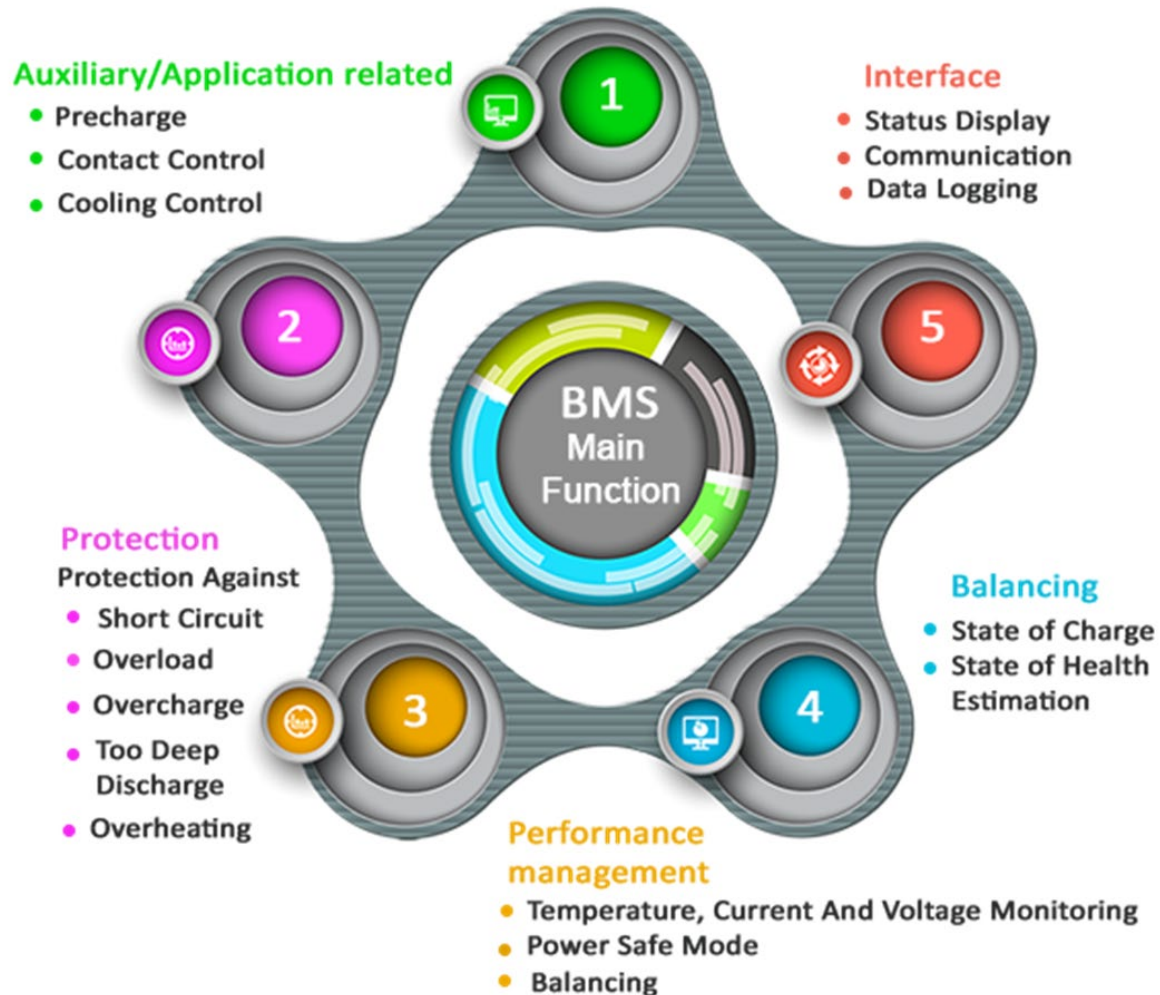 Auxiliary/Application related
Precharge
Contact Control
Cooling Control
1
Interface
Status Display
Communication
Data Logging
2
5
BMS
Main
Function
Protection
Protection Against
Short Circuit
Overload
Overcharge
Too Deep
Discharge
Overheating
3
4
Balancing
State of Charge
State of Health
Estimation
Performance
management
Temperature, Current And Voltage Monitoring
Power Safe Mode
Balancing